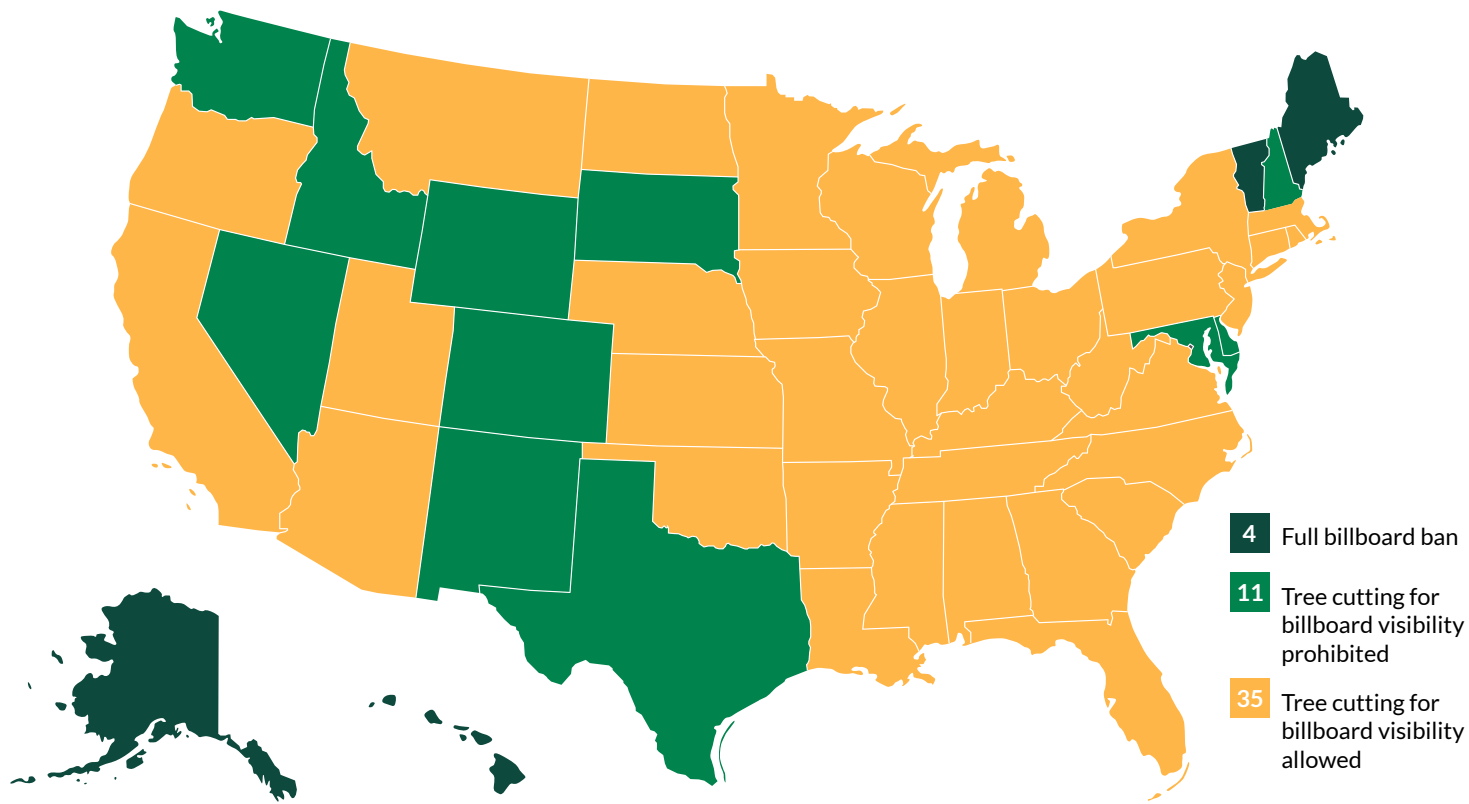 4 Full billboard ban
11 Tree cutting for
billboard visibility
prohibited
35 Tree cutting for
billboard visibility
allowed